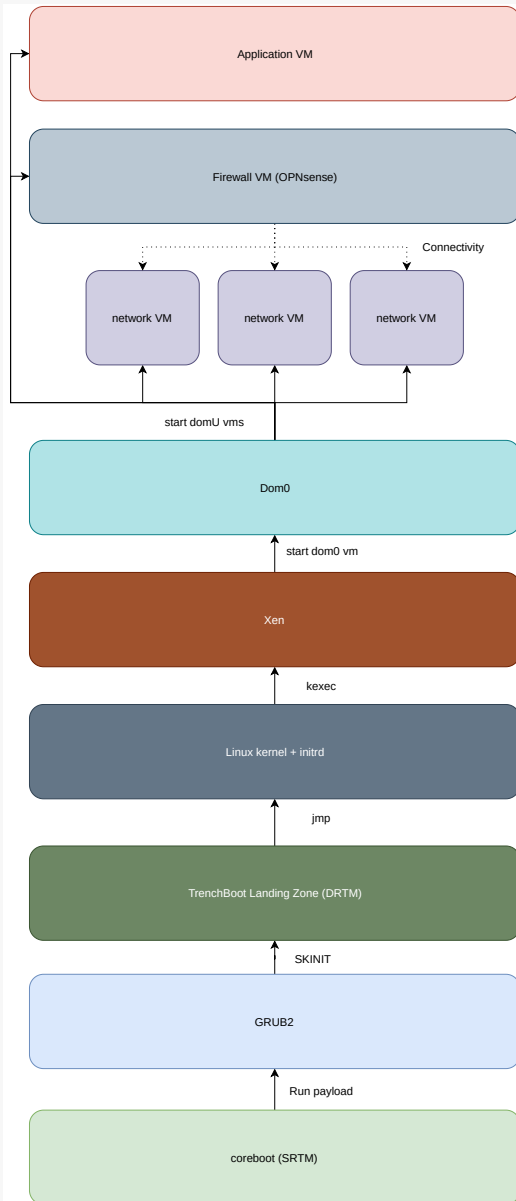 Application VM
Firewall VM (OPNsense)
Connectivity
network VM
network VM
network VM
start domU vms
Dom0
start dom0 vm
Xen
kexec
Linux kernel + initrd
jmp
TrenchBoot Landing Zone (DRTM)
SKINIT
GRUB2
Run payload
coreboot (SRTM)